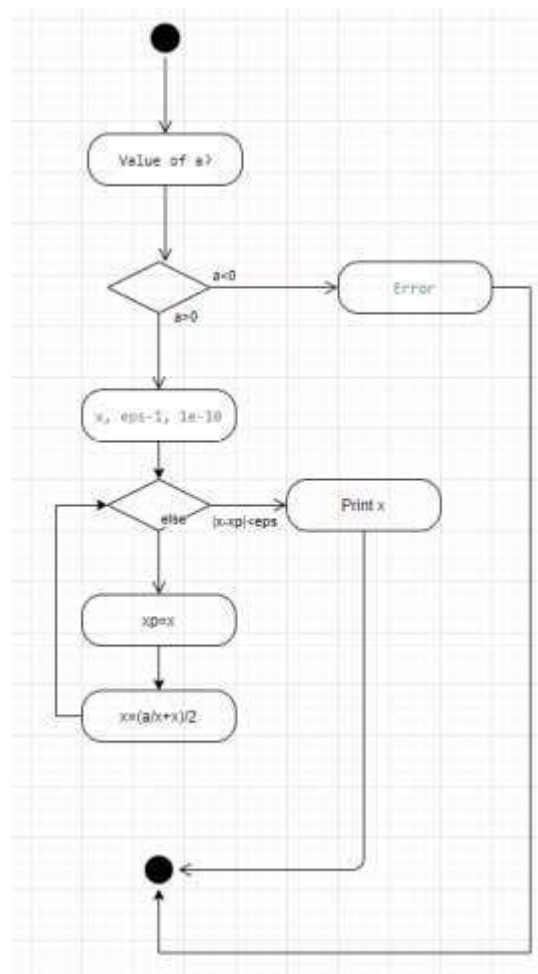 Value of a?
a<0
Error
a>0
x, eps-1, 1e-10
else
|x-xp|<eps
Print x
xp=x
x=(a/x+x)/2